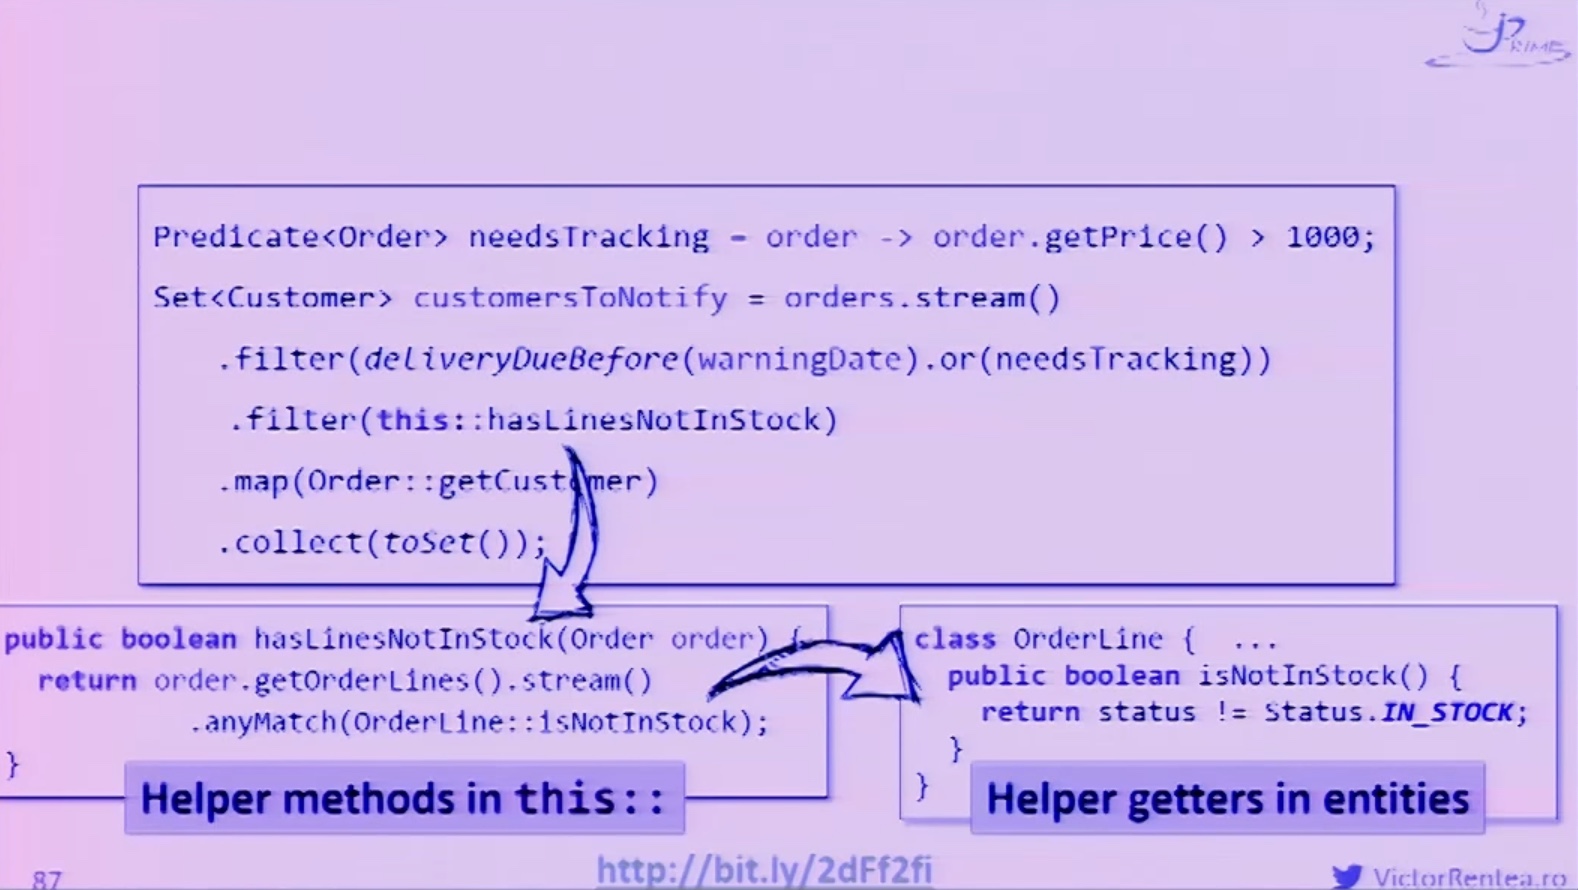 JPRIME
Predicate<Order> needsTracking = order -> order.getPrice() > 1000;
Set<Customer> customersToNotify = orders.stream()
.filter(deliveryDueBefore(warningDate).or(needsTracking))
.filter(this::hasLinesNotInStock)
.map(Order::getCustomer)
.collect(toSet());
public boolean hasLinesNotInStock(Order order) {
return order.getOrderLines().stream()
.anyMatch(OrderLine::isNotInStock);
}
Helper methods in this::
class OrderLine { ...
public boolean isNotInStock() {
return status != Status.IN_STOCK;
}
}
Helper getters in entities
87
http://bit.ly/2dFf2fi
VictorRentea.ro